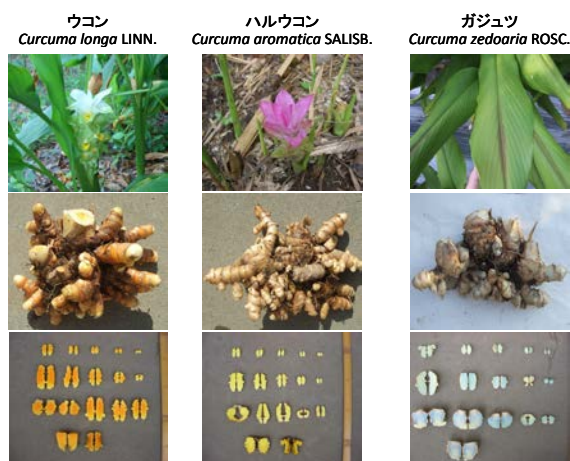 ウコン
Curcuma longa LINN.
ハルウコン
Curcuma aromatica SALISB.
ガジュツ
Curcuma zedoaria ROSC.